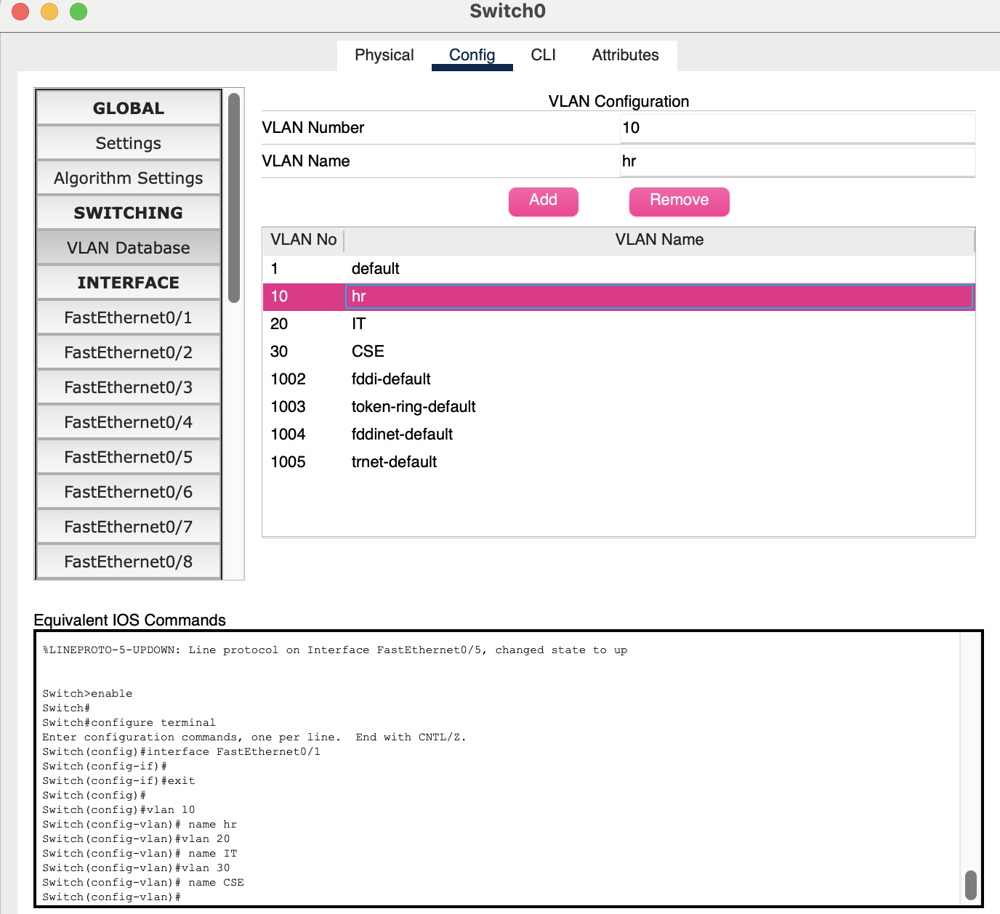 Switch0
Physical Config CLI Attributes
GLOBAL
Settings
Algorithm Settings
SWITCHING
VLAN Database
INTERFACE
FastEthernet0/1
FastEthernet0/2
FastEthernet0/3
FastEthernet0/4
FastEthernet0/5
FastEthernet0/6
FastEthernet0/7
FastEthernet0/8
VLAN Configuration
VLAN Number 10
VLAN Name hr
Add Remove
VLAN No VLAN Name
1 default
10 hr
20 IT
30 CSE
1002 fddi-default
1003 token-ring-default
1004 fddinet-default
1005 trnet-default
Equivalent IOS Commands
%LINEPROTO-5-UPDOWN: Line protocol on Interface FastEthernet0/5, changed state to up
Switch>enable
Switch#
Switch#configure terminal
Enter configuration commands, one per line.  End with CNTL/Z.
Switch(config)#interface FastEthernet0/1
Switch(config-if)#
Switch(config-if)#exit
Switch(config)#
Switch(config)#vlan 10
Switch(config-vlan)# name hr
Switch(config-vlan)#vlan 20
Switch(config-vlan)# name IT
Switch(config-vlan)#vlan 30
Switch(config-vlan)# name CSE
Switch(config-vlan)#